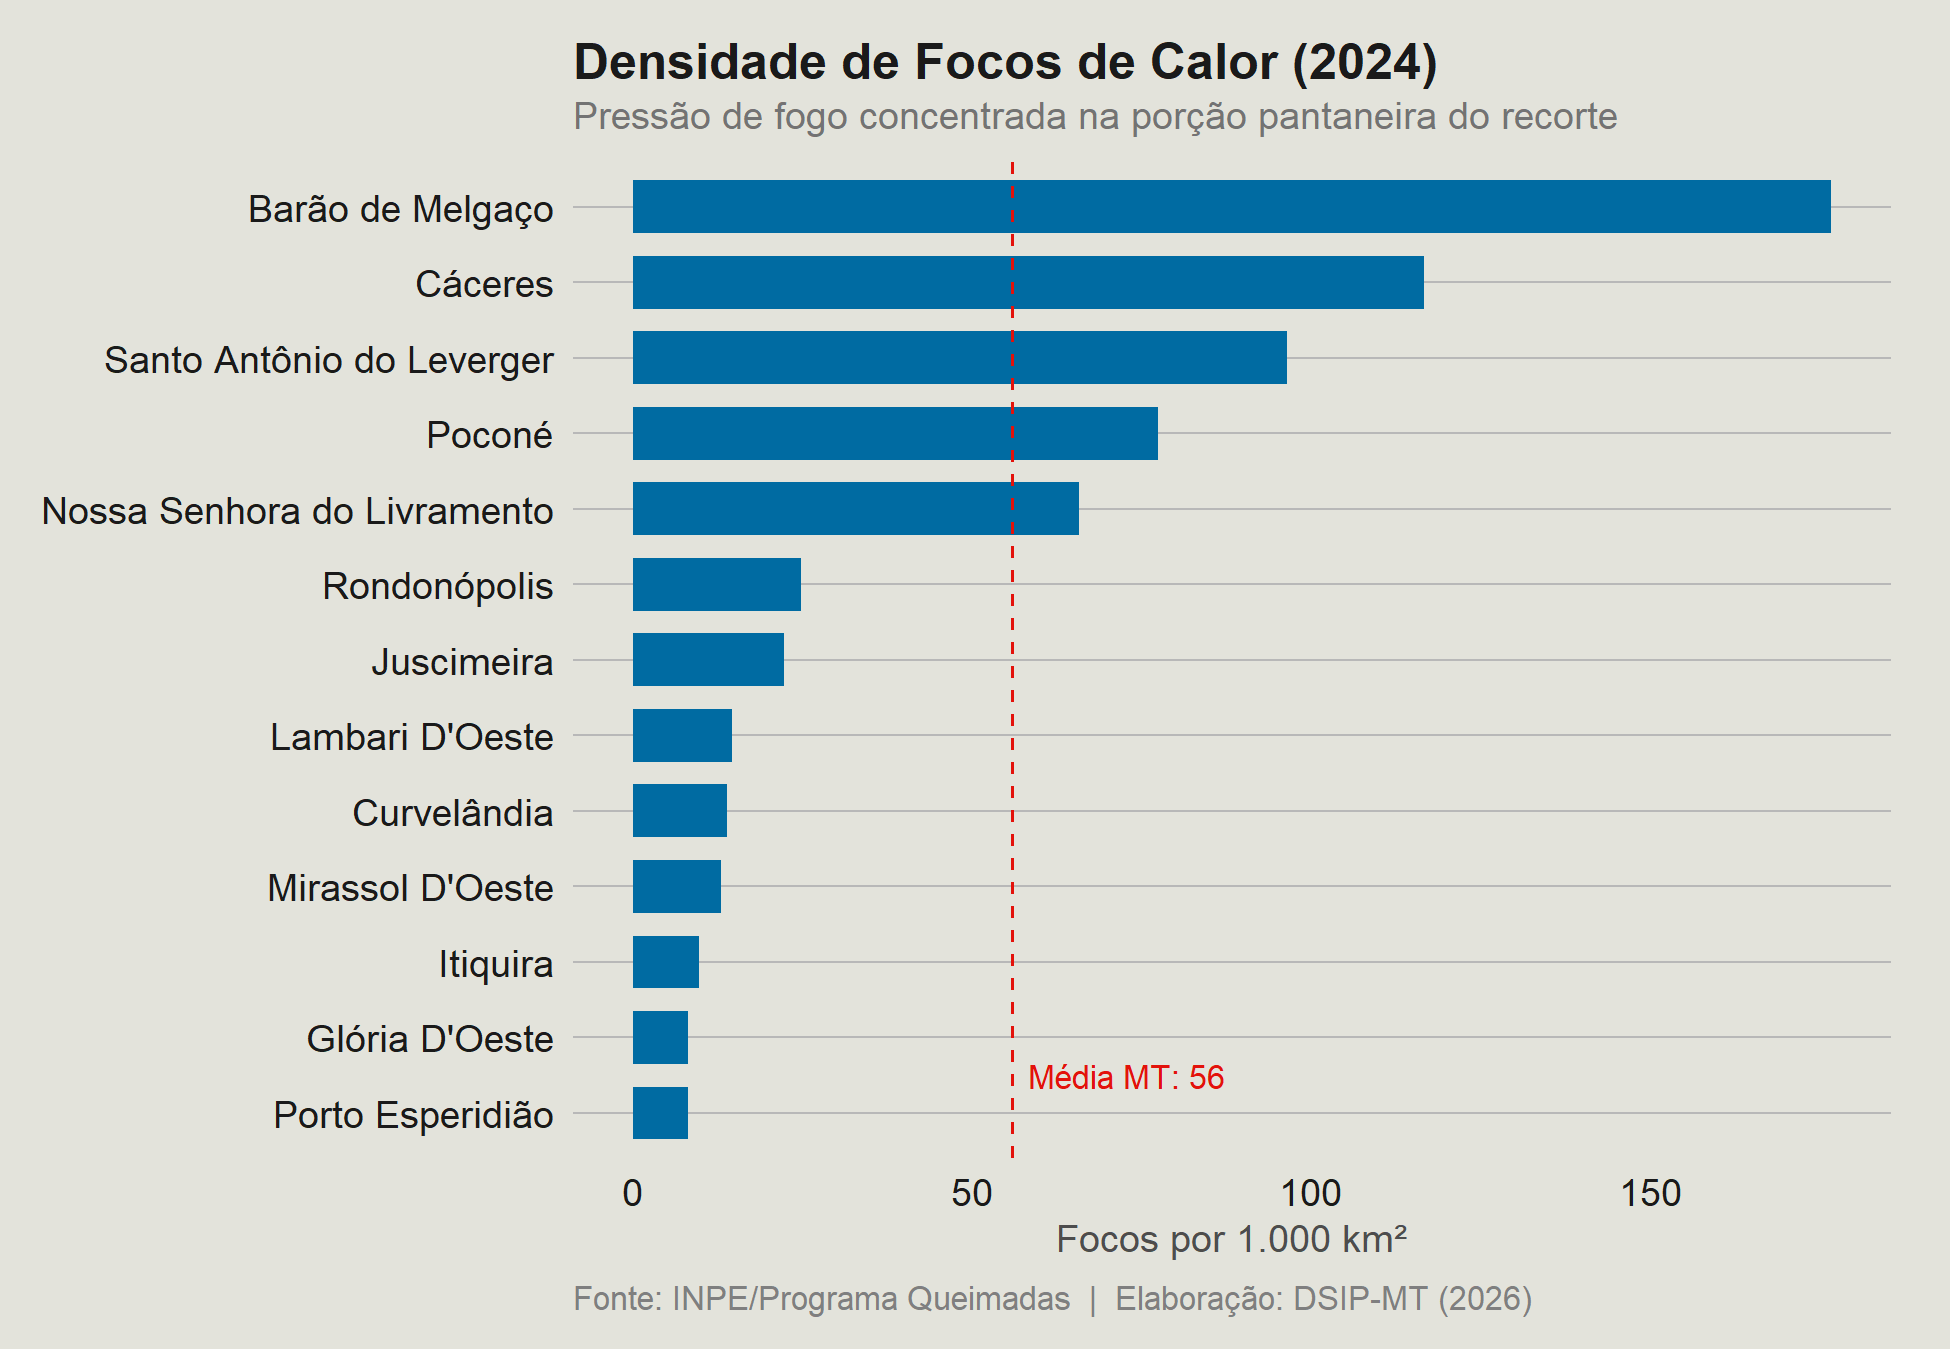 Densidade de Focos de Calor (2024)
Pressão de fogo concentrada na porção pantaneira do recorte
Barão de Melgaço
Cáceres
Santo Antônio do Leverger
Poconé
Nossa Senhora do Livramento
Rondonópolis
Juscimeira
Lambari D'Oeste
Curvelândia
Mirassol D'Oeste
Itiquira
Glória D'Oeste
Média MT: 56
Porto Esperidião
0 50 100 150
Focos por 1.000 km²
Fonte: INPE/Programa Queimadas | Elaboração: DSIP-MT (2026)